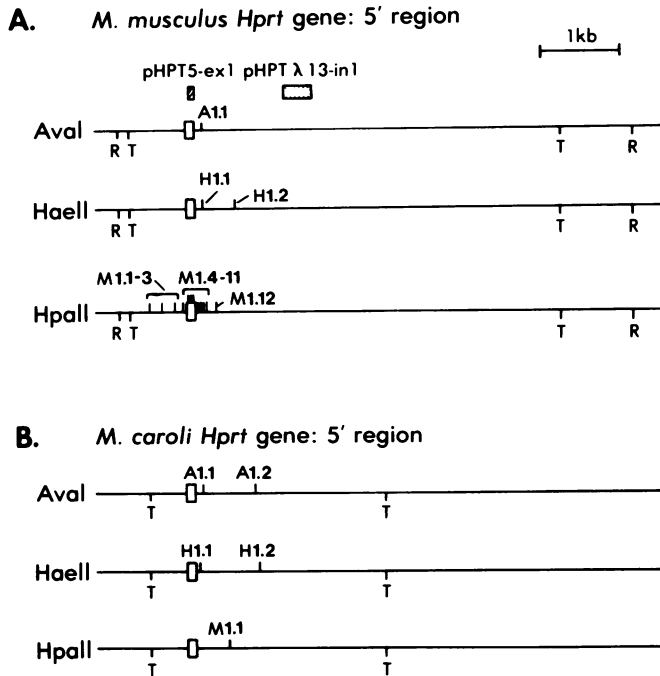 A. M. musculus Hprt gene: 5′ region
1kb
pHPT5-ex1 pHPT λ 13-in1
A1.1
AvaI
R T T R
H1.1 H1.2
HaeII
R T T R
M1.1-3 M1.4-11
M1.12
HpaII
R T T R
B. M. caroli Hprt gene: 5′ region
A1.1 A1.2
AvaI
T T
H1.1 H1.2
HaeII
T T
M1.1
HpaII
T T